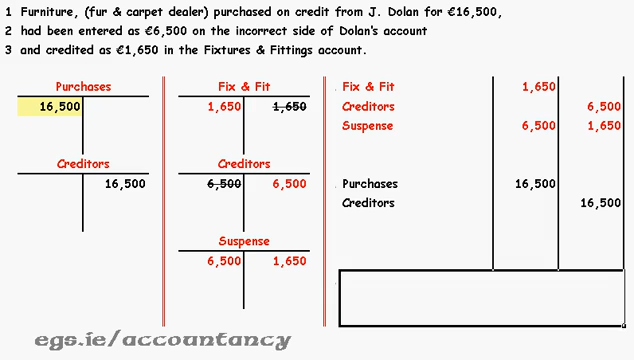 1 Furniture, (fur & carpet dealer) purchased on credit from J. Dolan for €16,500,
2 had been entered as €6,500 on the incorrect side of Dolan's account
3 and credited as €1,650 in the Fixtures & Fittings account.
Purchases
16,500
Creditors
16,500
Fix & Fit
1,650 1,650
Creditors
6,500 6,500
Suspense
6,500 1,650
Fix & Fit 1,650
Creditors 6,500
Suspense 6,500 1,650
Purchases 16,500
Creditors 16,500
egs.ie/accountancy